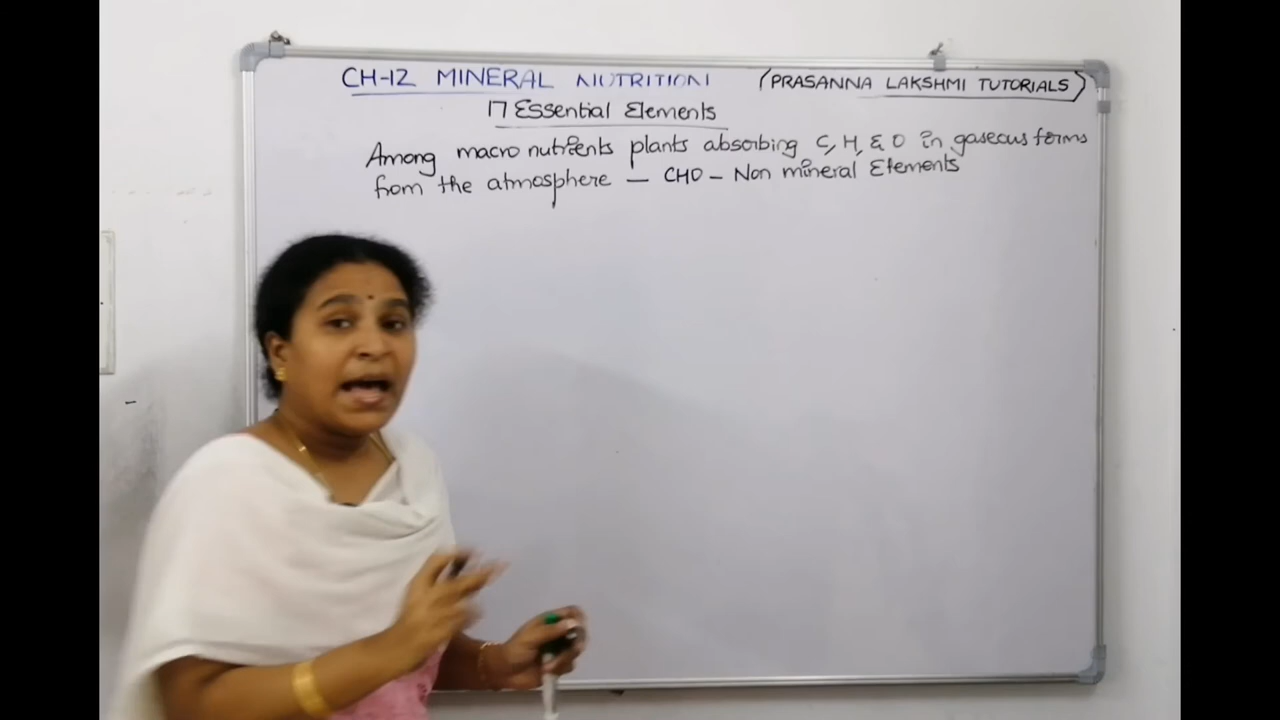 CH-12 MINERAL NUTRITION (PRASANNA LAKSHMI TUTORIALS)
17 Essential Elements
Among macro nutrients plants absorbing C, H, & O in gaseous forms
from the atmosphere — CHO — Non mineral Elements